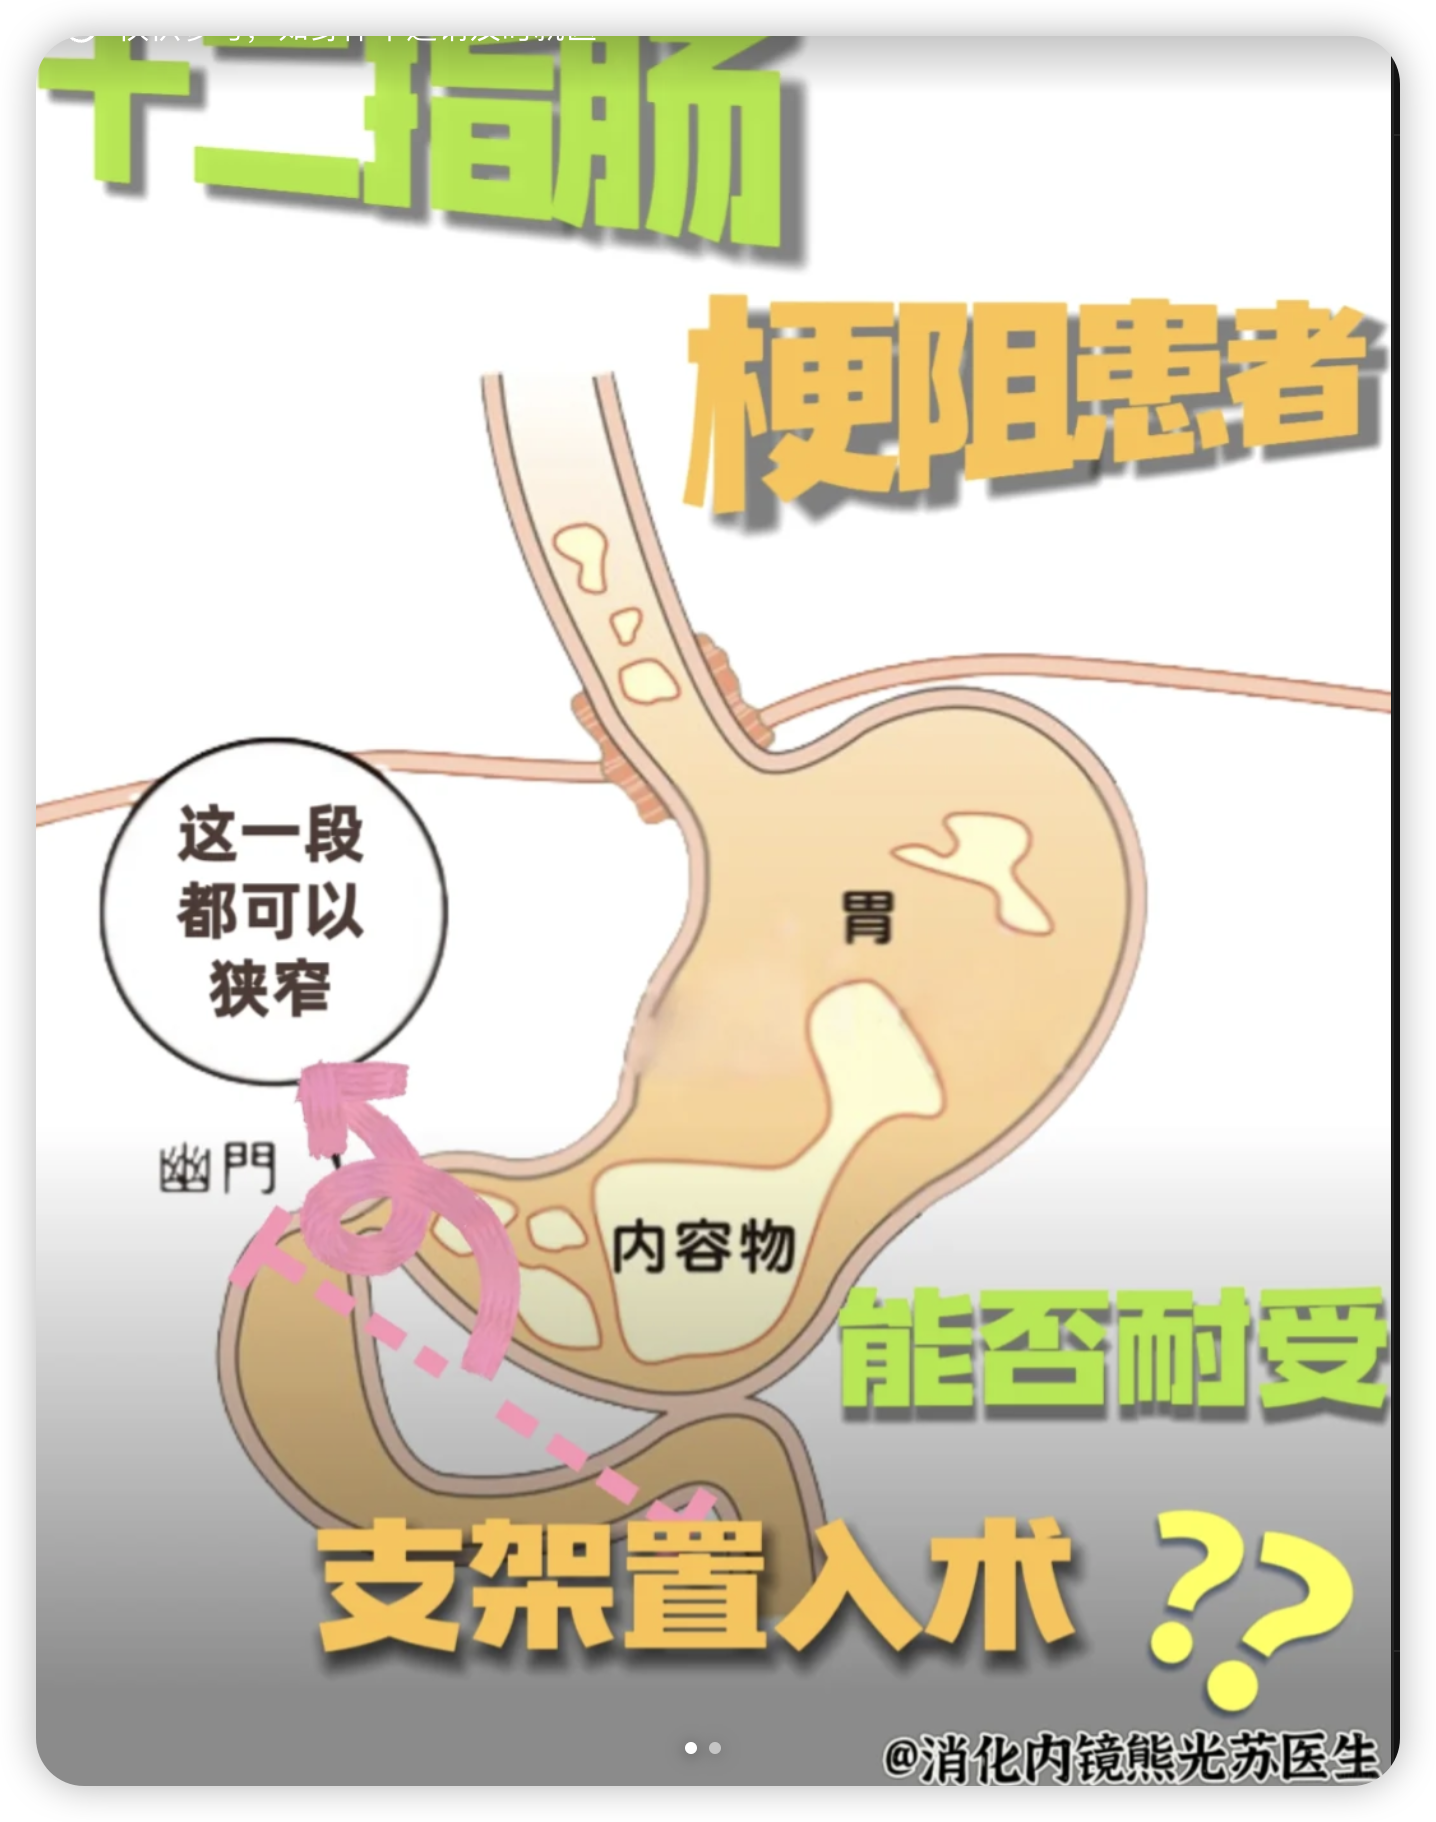 十二指肠
梗阻患者
这一段
都可以
狭窄
胃
幽門
内容物
能否耐受
支架置入术??
@消化内镜熊光苏医生